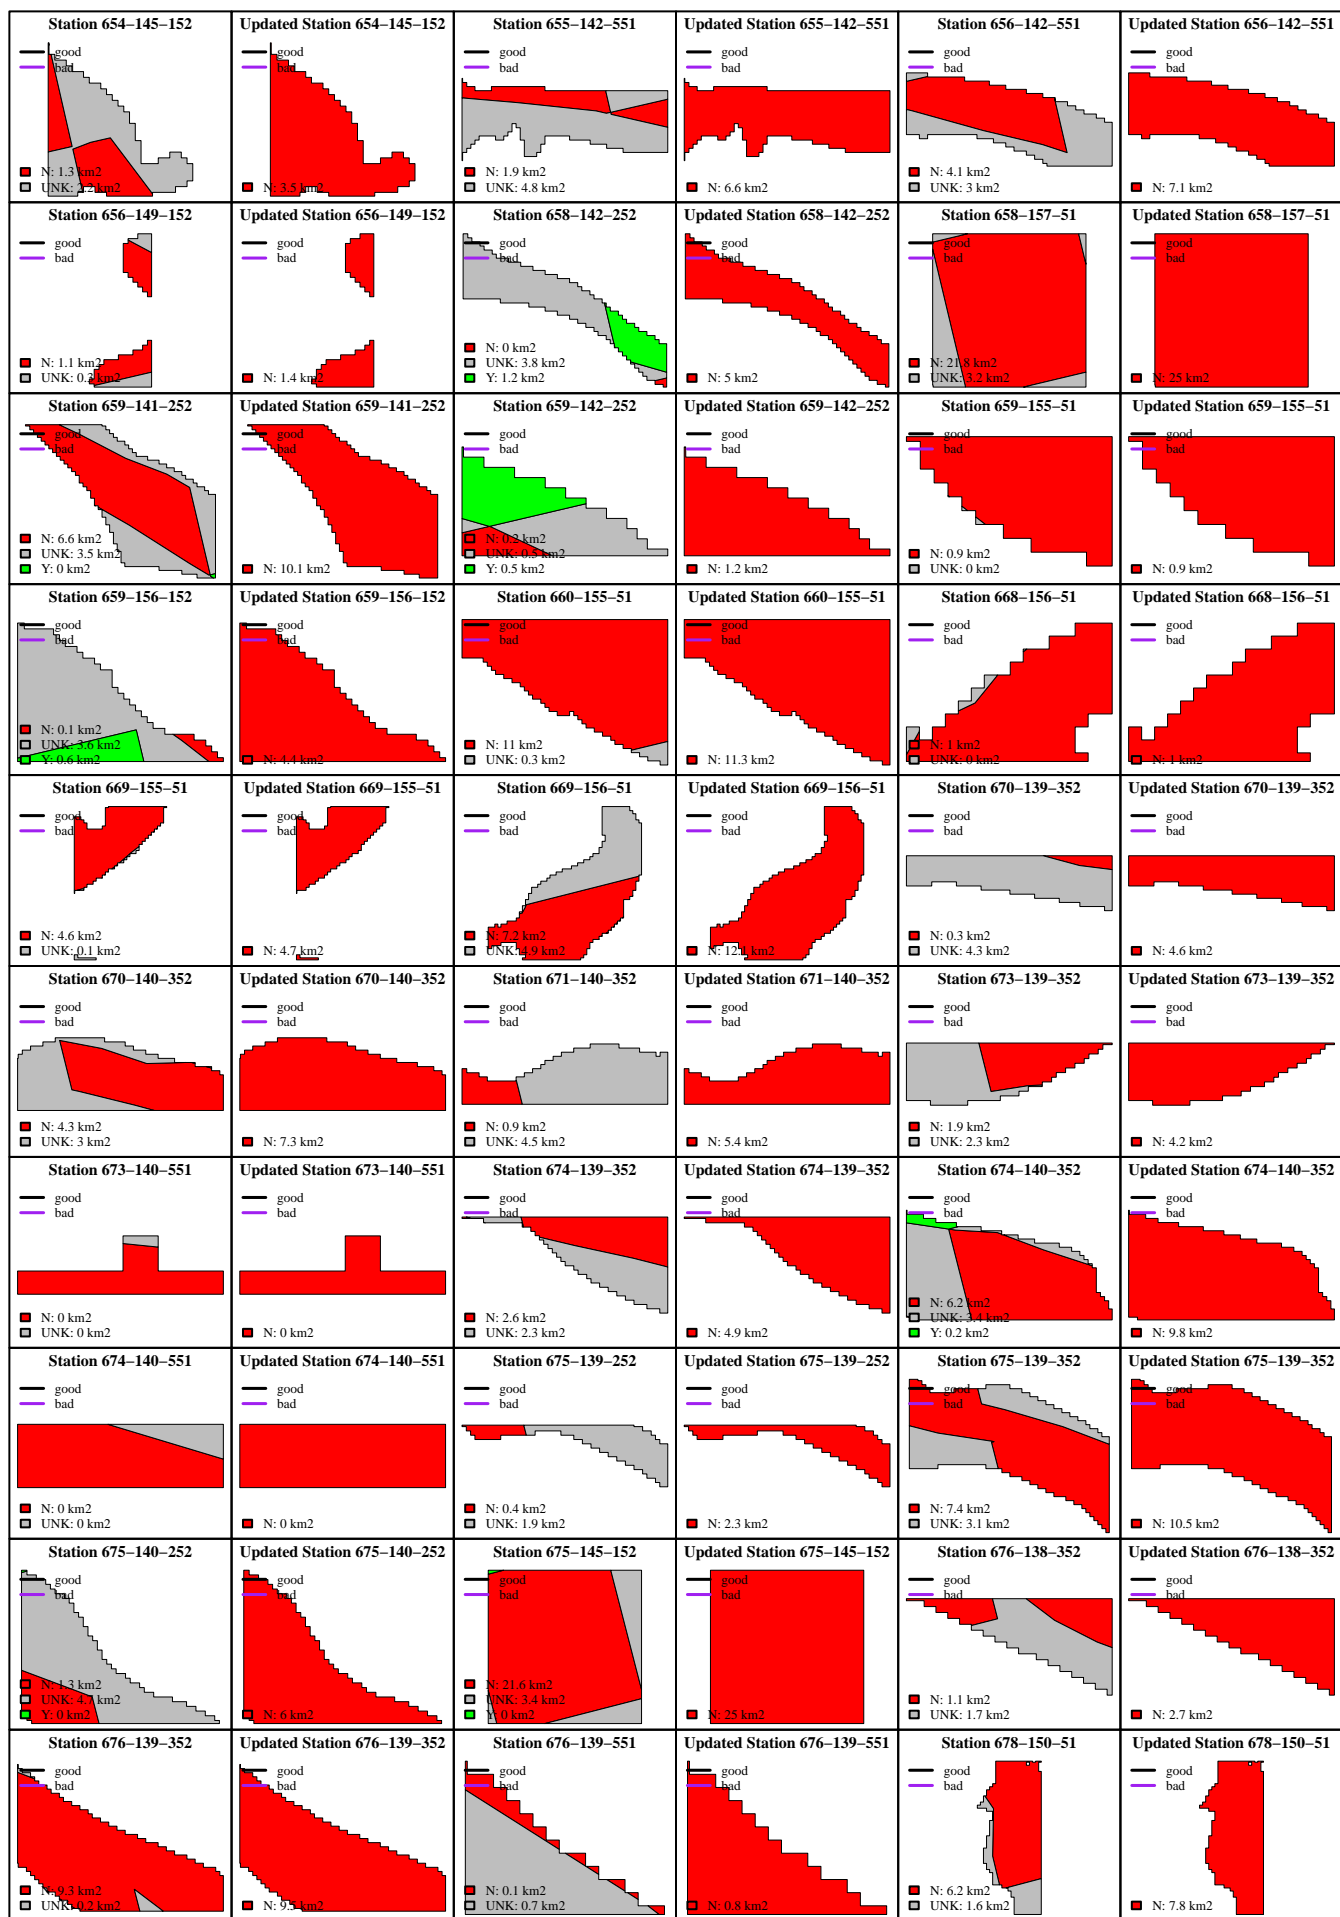 Station 654−145−152
good
bad
N: 1.3 km2
UNK: 2.2 km2
Updated Station 654−145−152
good
bad
N: 3.5 km2
Station 655−142−551
good
bad
N: 1.9 km2
UNK: 4.8 km2
Updated Station 655−142−551
good
bad
N: 6.6 km2
Station 656−142−551
good
bad
N: 4.1 km2
UNK: 3 km2
Updated Station 656−142−551
good
bad
N: 7.1 km2
Station 656−149−152
good
bad
N: 1.1 km2
UNK: 0.3 km2
Updated Station 656−149−152
good
bad
N: 1.4 km2
Station 658−142−252
good
bad
N: 0 km2
UNK: 3.8 km2
Y: 1.2 km2
Updated Station 658−142−252
good
bad
N: 5 km2
Station 658−157−51
good
bad
N: 21.8 km2
UNK: 3.2 km2
Updated Station 658−157−51
good
bad
N: 25 km2
Station 659−141−252
good
bad
N: 6.6 km2
UNK: 3.5 km2
Y: 0 km2
Updated Station 659−141−252
good
bad
N: 10.1 km2
Station 659−142−252
good
bad
N: 0.2 km2
UNK: 0.5 km2
Y: 0.5 km2
Updated Station 659−142−252
good
bad
N: 1.2 km2
Station 659−155−51
good
bad
N: 0.9 km2
UNK: 0 km2
Updated Station 659−155−51
good
bad
N: 0.9 km2
Station 659−156−152
good
bad
N: 0.1 km2
UNK: 3.6 km2
Y: 0.6 km2
Updated Station 659−156−152
good
bad
N: 4.4 km2
Station 660−155−51
good
bad
N: 11 km2
UNK: 0.3 km2
Updated Station 660−155−51
good
bad
N: 11.3 km2
Station 668−156−51
good
bad
N: 1 km2
UNK: 0 km2
Updated Station 668−156−51
good
bad
N: 1 km2
Station 669−155−51
good
bad
N: 4.6 km2
UNK: 0.1 km2
Updated Station 669−155−51
good
bad
N: 4.7 km2
Station 669−156−51
good
bad
N: 7.2 km2
UNK: 4.9 km2
Updated Station 669−156−51
good
bad
N: 12.1 km2
Station 670−139−352
good
bad
N: 0.3 km2
UNK: 4.3 km2
Updated Station 670−139−352
good
bad
N: 4.6 km2
Station 670−140−352
good
bad
N: 4.3 km2
UNK: 3 km2
Updated Station 670−140−352
good
bad
N: 7.3 km2
Station 671−140−352
good
bad
N: 0.9 km2
UNK: 4.5 km2
Updated Station 671−140−352
good
bad
N: 5.4 km2
Station 673−139−352
good
bad
N: 1.9 km2
UNK: 2.3 km2
Updated Station 673−139−352
good
bad
N: 4.2 km2
Station 673−140−551
good
bad
N: 0 km2
UNK: 0 km2
Updated Station 673−140−551
good
bad
N: 0 km2
Station 674−139−352
good
bad
N: 2.6 km2
UNK: 2.3 km2
Updated Station 674−139−352
good
bad
N: 4.9 km2
Station 674−140−352
good
bad
N: 6.2 km2
UNK: 3.4 km2
Y: 0.2 km2
Updated Station 674−140−352
good
bad
N: 9.8 km2
Station 674−140−551
good
bad
N: 0 km2
UNK: 0 km2
Updated Station 674−140−551
good
bad
N: 0 km2
Station 675−139−252
good
bad
N: 0.4 km2
UNK: 1.9 km2
Updated Station 675−139−252
good
bad
N: 2.3 km2
Station 675−139−352
good
bad
N: 7.4 km2
UNK: 3.1 km2
Updated Station 675−139−352
good
bad
N: 10.5 km2
Station 675−140−252
good
bad
N: 1.3 km2
UNK: 4.7 km2
Y: 0 km2
Updated Station 675−140−252
good
bad
N: 6 km2
Station 675−145−152
good
bad
N: 21.6 km2
UNK: 3.4 km2
Y: 0 km2
Updated Station 675−145−152
good
bad
N: 25 km2
Station 676−138−352
good
bad
N: 1.1 km2
UNK: 1.7 km2
Updated Station 676−138−352
good
bad
N: 2.7 km2
Station 676−139−352
good
bad
N: 9.3 km2
UNK: 0.2 km2
Updated Station 676−139−352
good
bad
N: 9.5 km2
Station 676−139−551
good
bad
N: 0.1 km2
UNK: 0.7 km2
Updated Station 676−139−551
good
bad
N: 0.8 km2
Station 678−150−51
good
bad
N: 6.2 km2
UNK: 1.6 km2
Updated Station 678−150−51
good
bad
N: 7.8 km2